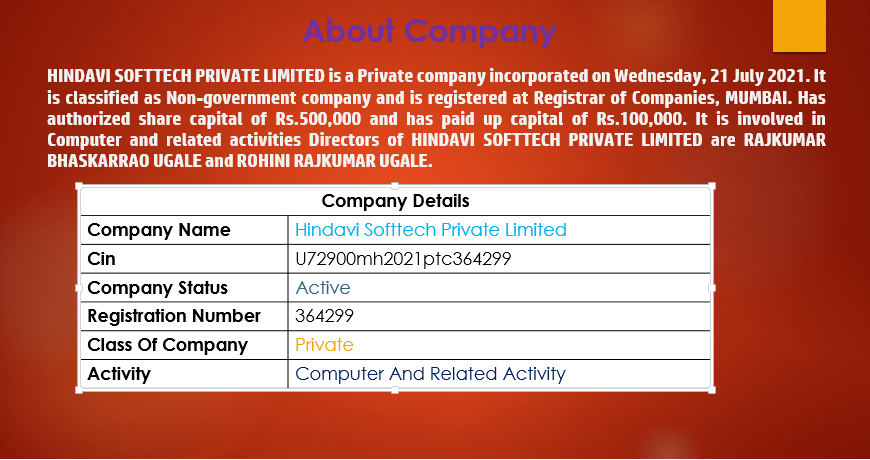 About Company
HINDAVI SOFTTECH PRIVATE LIMITED is a Private company incorporated on Wednesday, 21 July 2021. It
is classified as Non-government company and is registered at Registrar of Companies, MUMBAI. Has
authorized share capital of Rs.500,000 and has paid up capital of Rs.100,000. It is involved in
Computer and related activities Directors of HINDAVI SOFTTECH PRIVATE LIMITED are RAJKUMAR
BHASKARRAO UGALE and ROHINI RAJKUMAR UGALE.
Company Details
Company Name Hindavi Softtech Private Limited
Cin U72900mh2021ptc364299
Company Status Active
Registration Number 364299
Class Of Company Private
Activity Computer And Related Activity